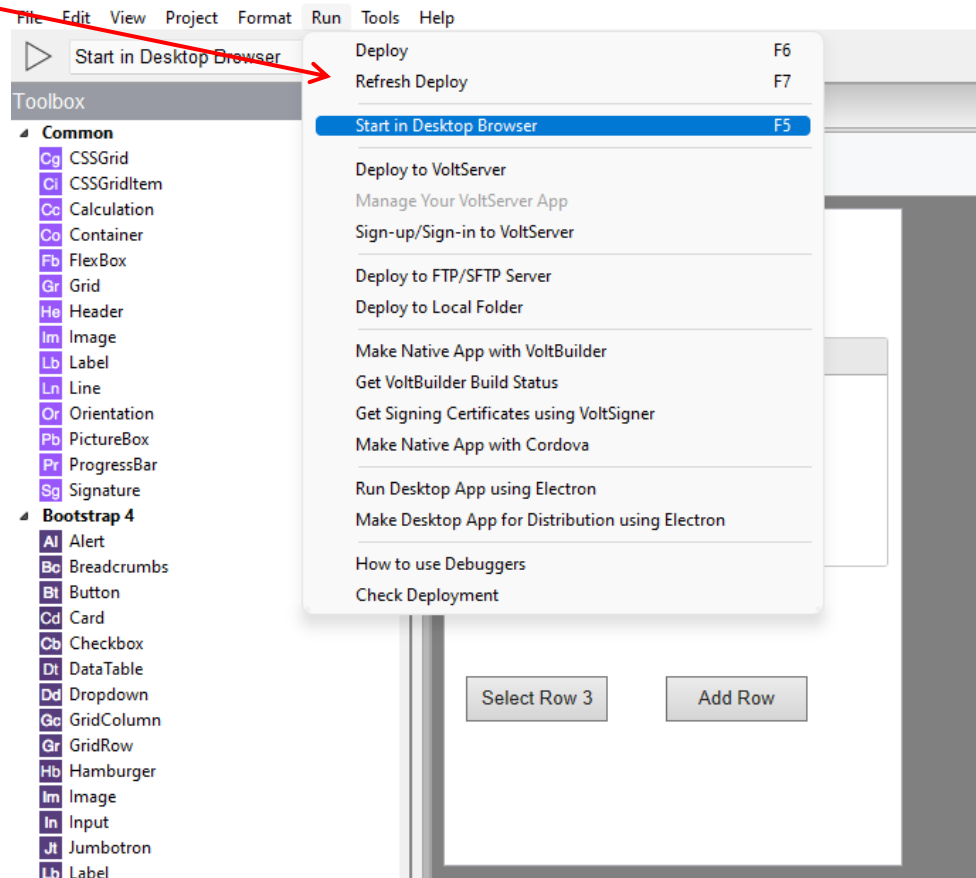 File Edit View Project Format Run Tools Help
Start in Desktop Browser
Toolbox
Common
Cg CSSGrid
Ci CSSGridItem
Cc Calculation
Co Container
Fb FlexBox
Gr Grid
He Header
Im Image
Lb Label
Ln Line
Or Orientation
Pb PictureBox
Pr ProgressBar
Sg Signature
Bootstrap 4
Al Alert
Bc Breadcrumbs
Bt Button
Cd Card
Cb Checkbox
Dt DataTable
Dd Dropdown
Gc GridColumn
Gr GridRow
Hb Hamburger
Im Image
In Input
Jt Jumbotron
Lb Label
Deploy F6
Refresh Deploy F7
Start in Desktop Browser F5
Deploy to VoltServer
Manage Your VoltServer App
Sign-up/Sign-in to VoltServer
Deploy to FTP/SFTP Server
Deploy to Local Folder
Make Native App with VoltBuilder
Get VoltBuilder Build Status
Get Signing Certificates using VoltSigner
Make Native App with Cordova
Run Desktop App using Electron
Make Desktop App for Distribution using Electron
How to use Debuggers
Check Deployment
Select Row 3 Add Row